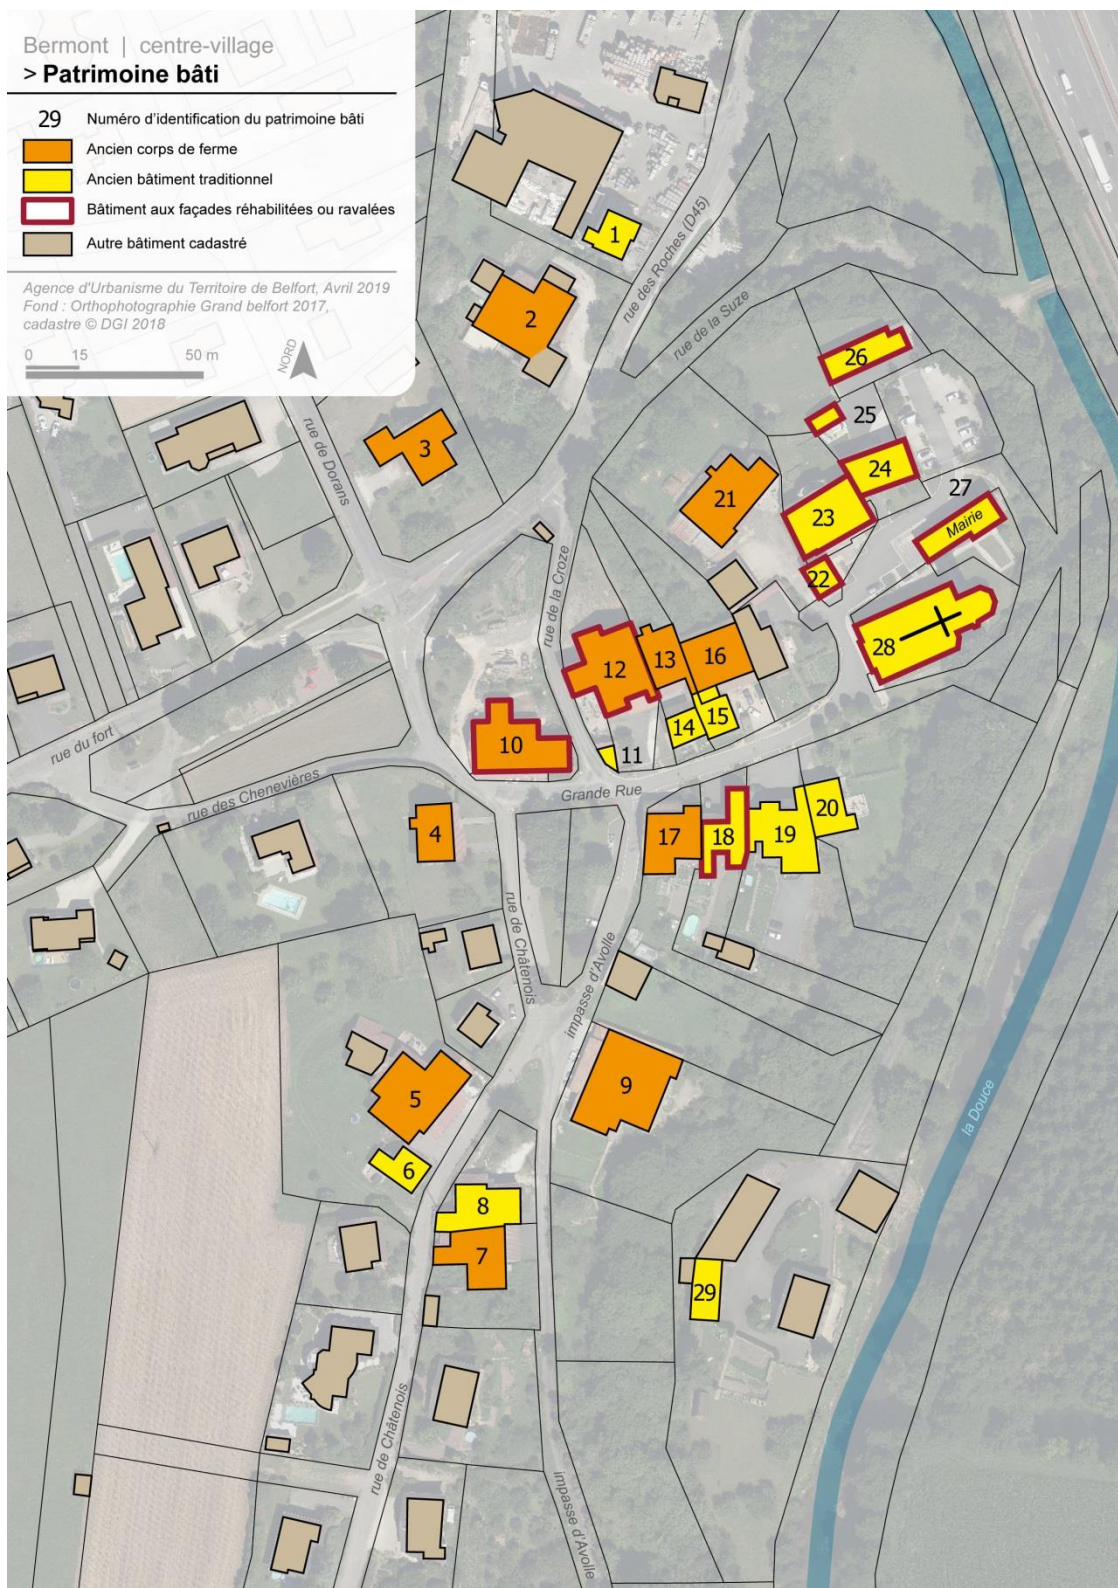 Bermont | centre-village
> Patrimoine bâti
29 Numéro d'identification du patrimoine bâti
Ancien corps de ferme
Ancien bâtiment traditionnel
Bâtiment aux façades réhabilitées ou ravalées
Autre bâtiment cadastré
Agence d'Urbanisme du Territoire de Belfort, Avril 2019
Fond : Orthophotographie Grand belfort 2017,
cadastre © DGI 2018
0 15 50 m
NORD
1
rue des Roches (D45)
2
rue de la Suze
26
25
3
rue de Dorans
24
21
27
23
Mairie
22
rue de la Croze
28
12
13
16
14
15
10
11
rue du fort
Grande Rue
rue des Chenevières
4
17
18
19
20
rue de Châtenois
impasse d'Avolle
5
9
la Douce
6
8
7
29
rue de Châtenois
impasse d'Avolle